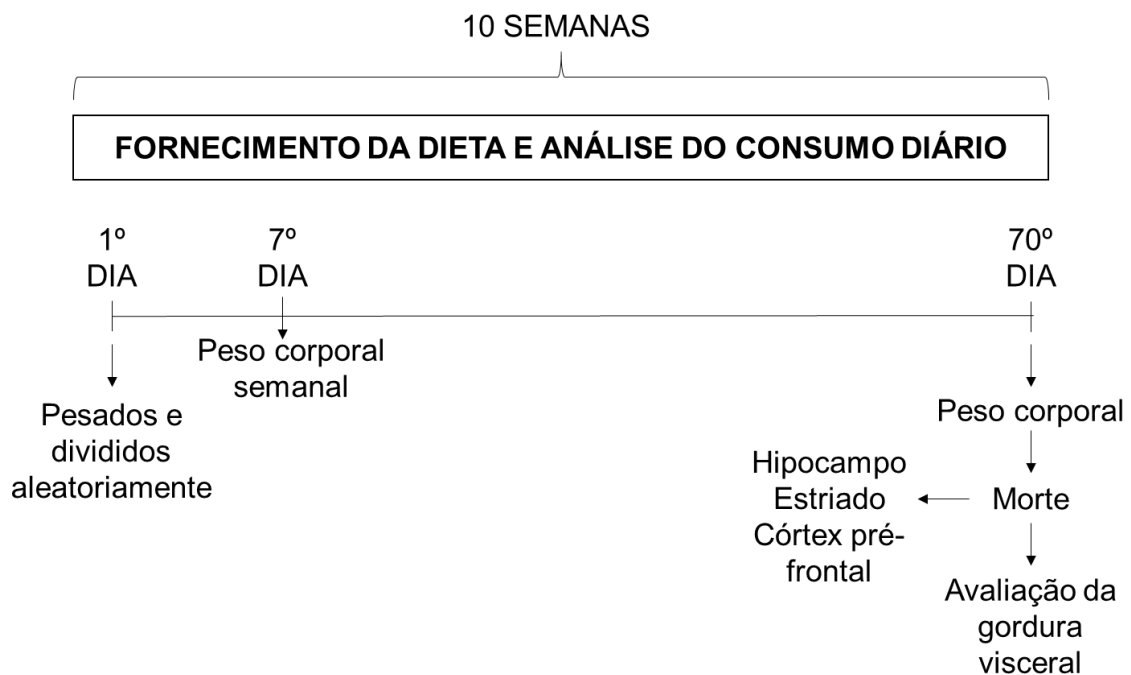 10 SEMANAS
FORNECIMENTO DA DIETA E ANÁLISE DO CONSUMO DIÁRIO
1º
DIA
7º
DIA
70º
DIA
Peso corporal
semanal
Pesados e
divididos
aleatoriamente
Peso corporal
Hipocampo
Estriado
Córtex pré-
frontal
Morte
Avaliação da
gordura
visceral